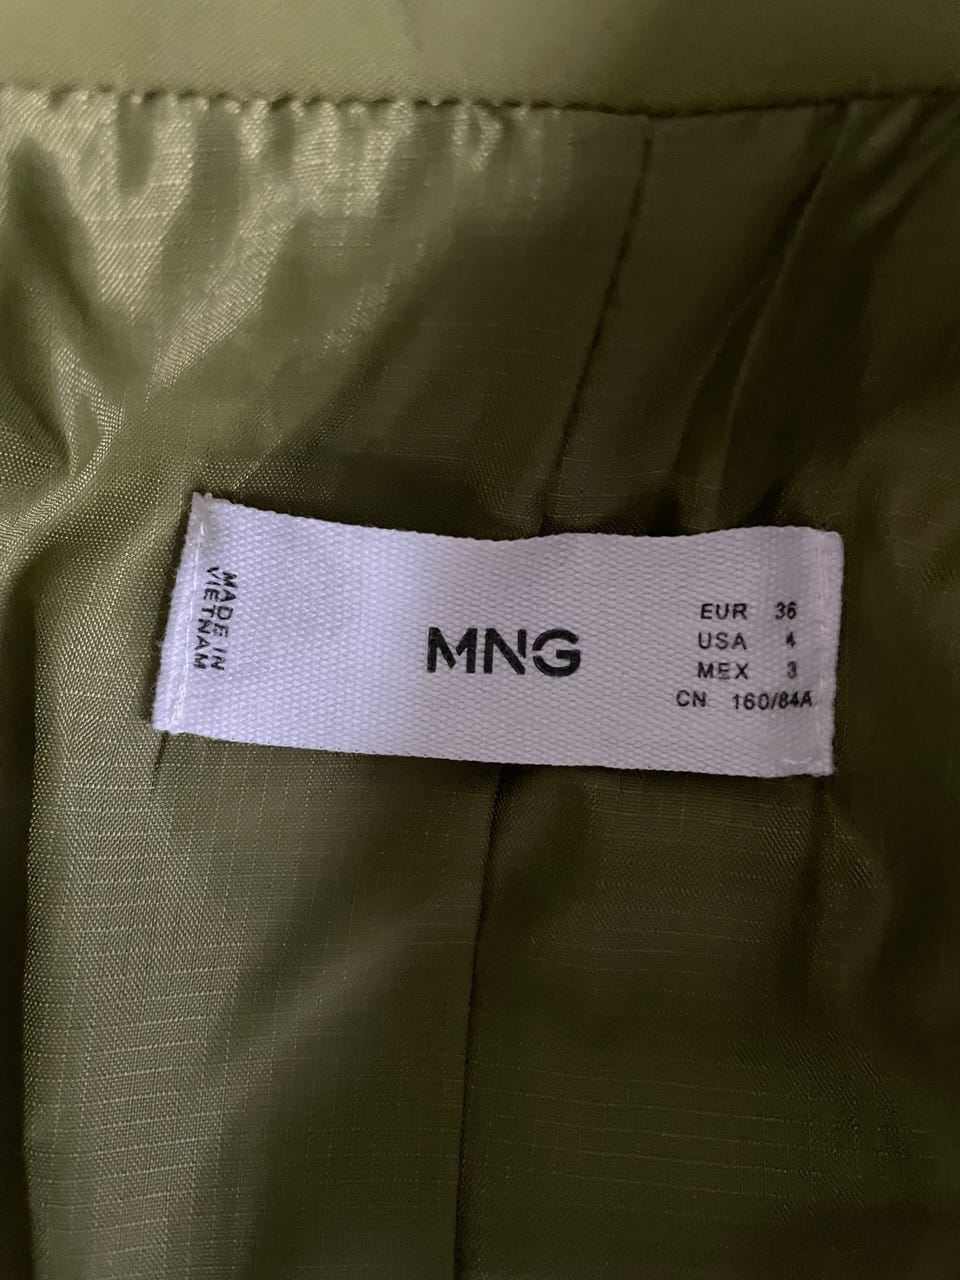 MADE IN
VIETNAM
MNG
EUR 36
USA 4
MEX 3
CN 160/84A